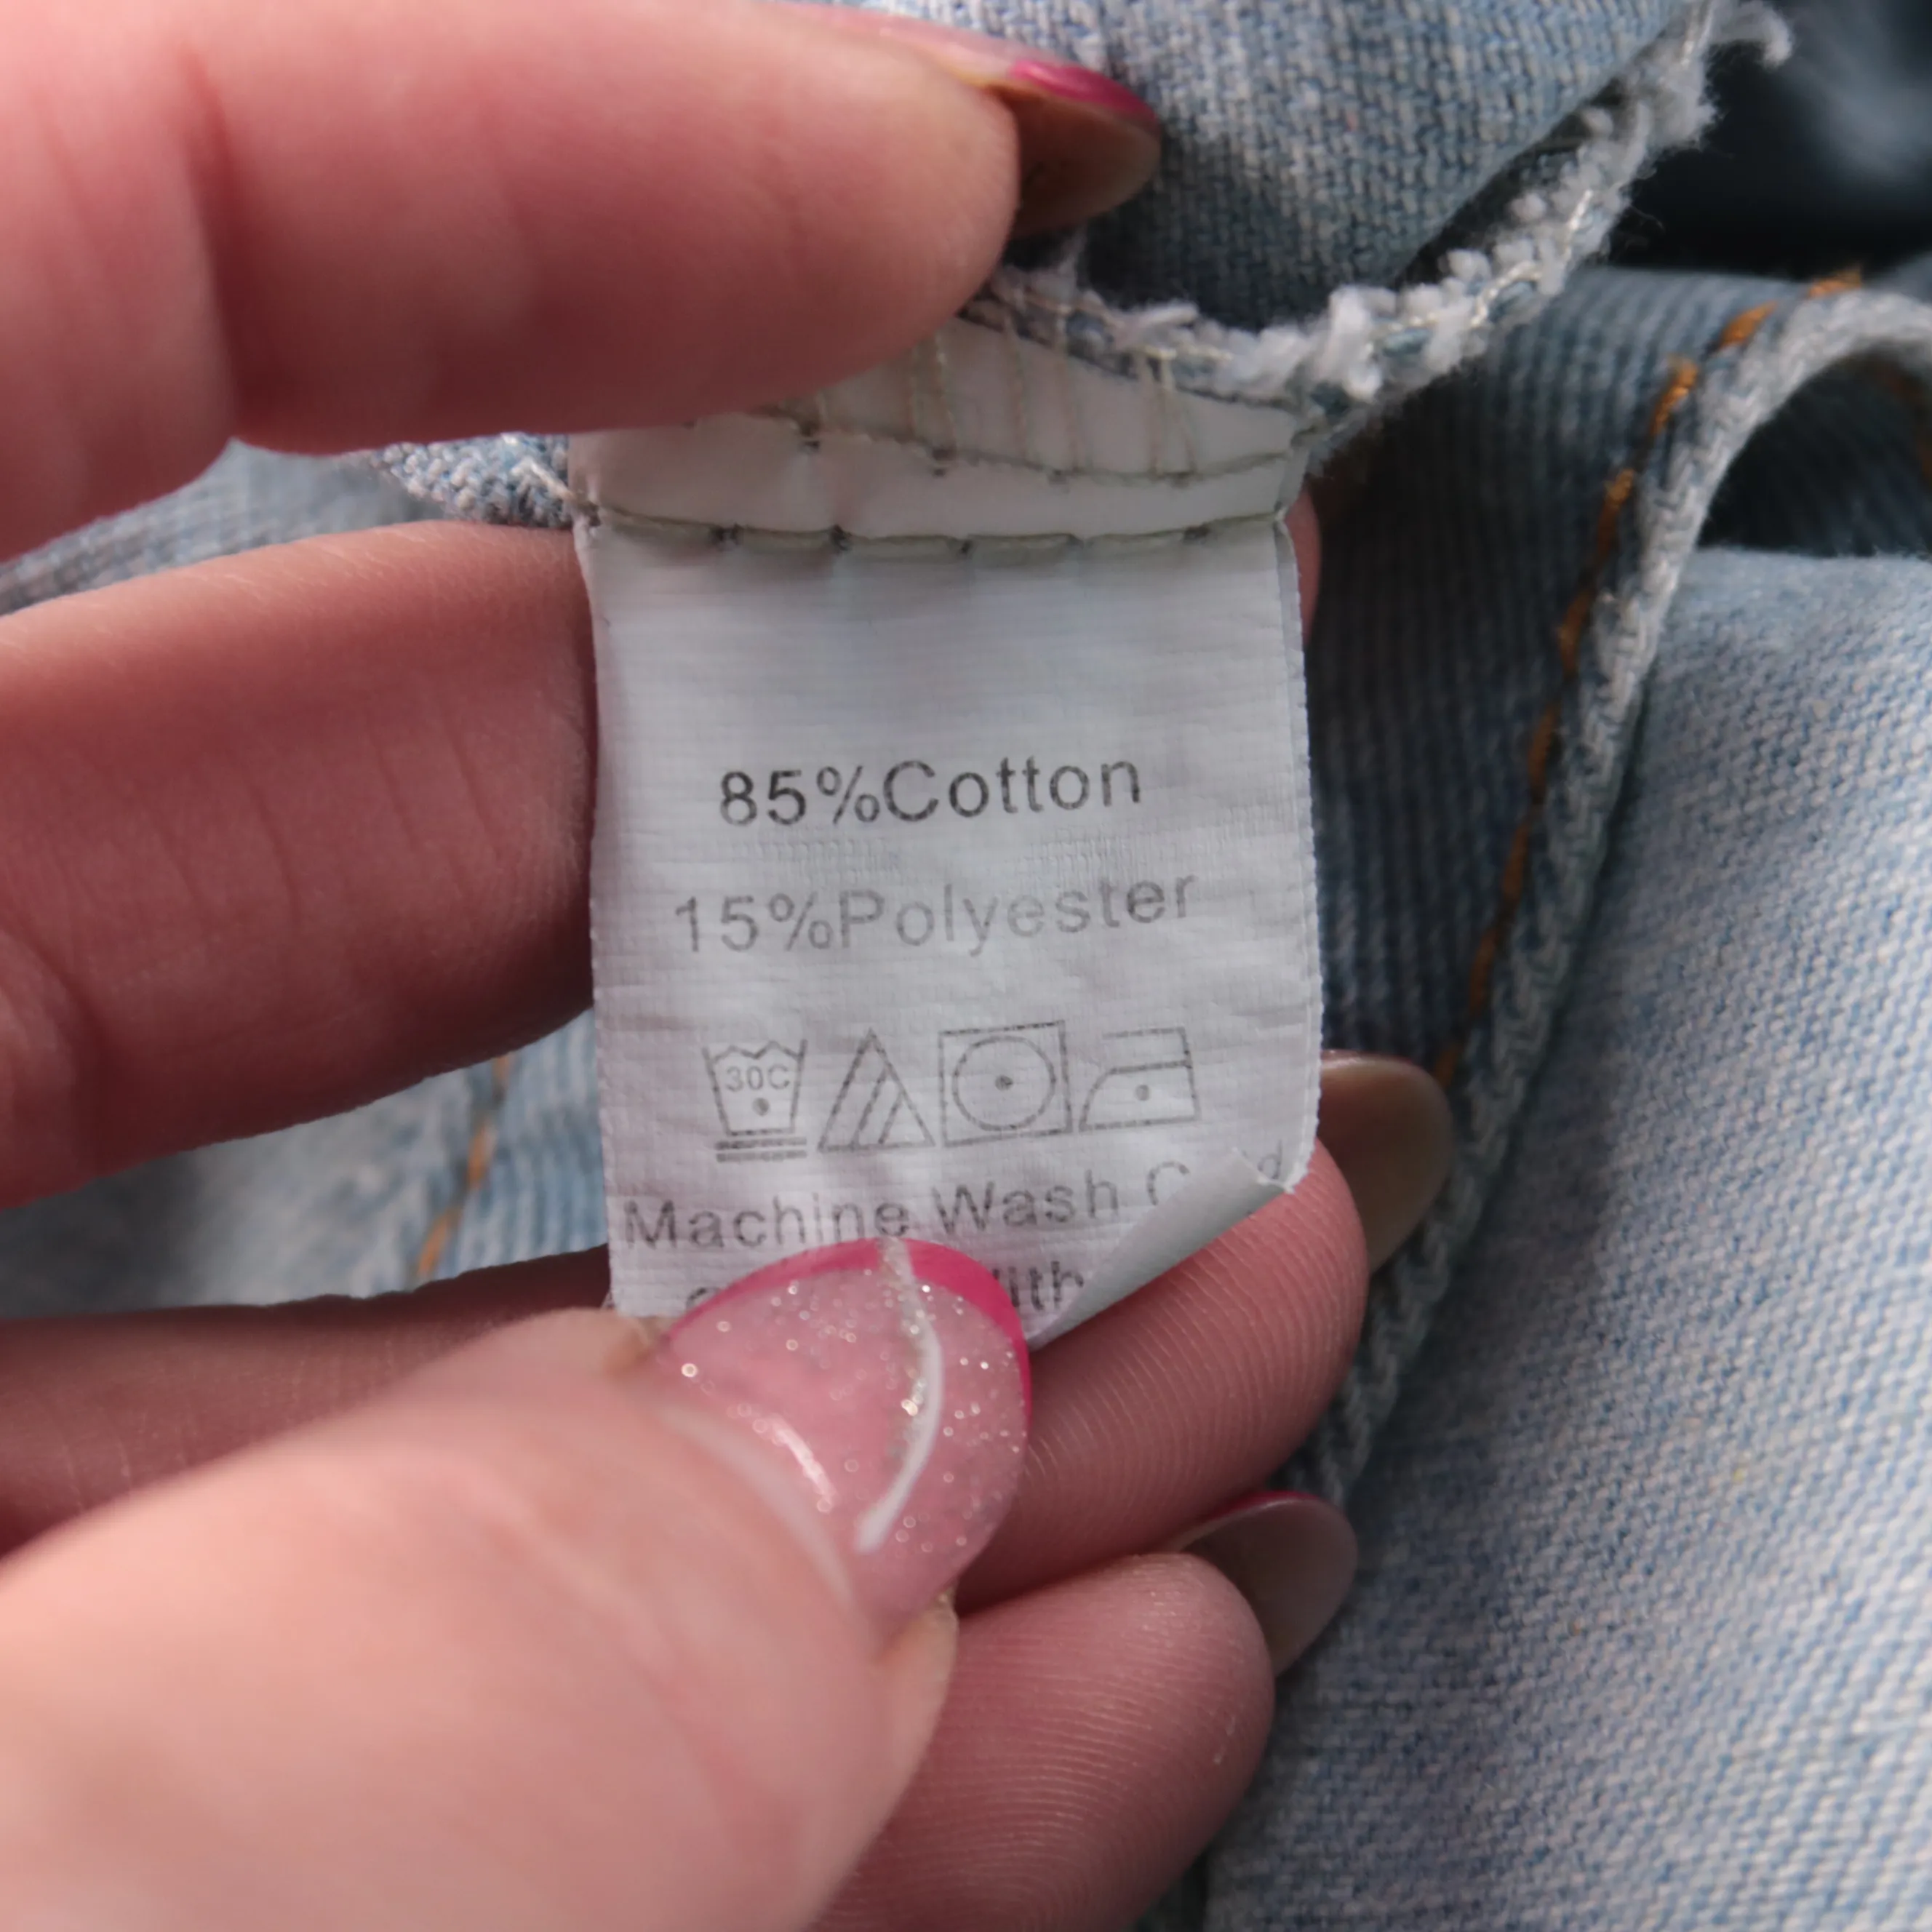 85%Cotton
15%Polyester
30C
Machine Wash